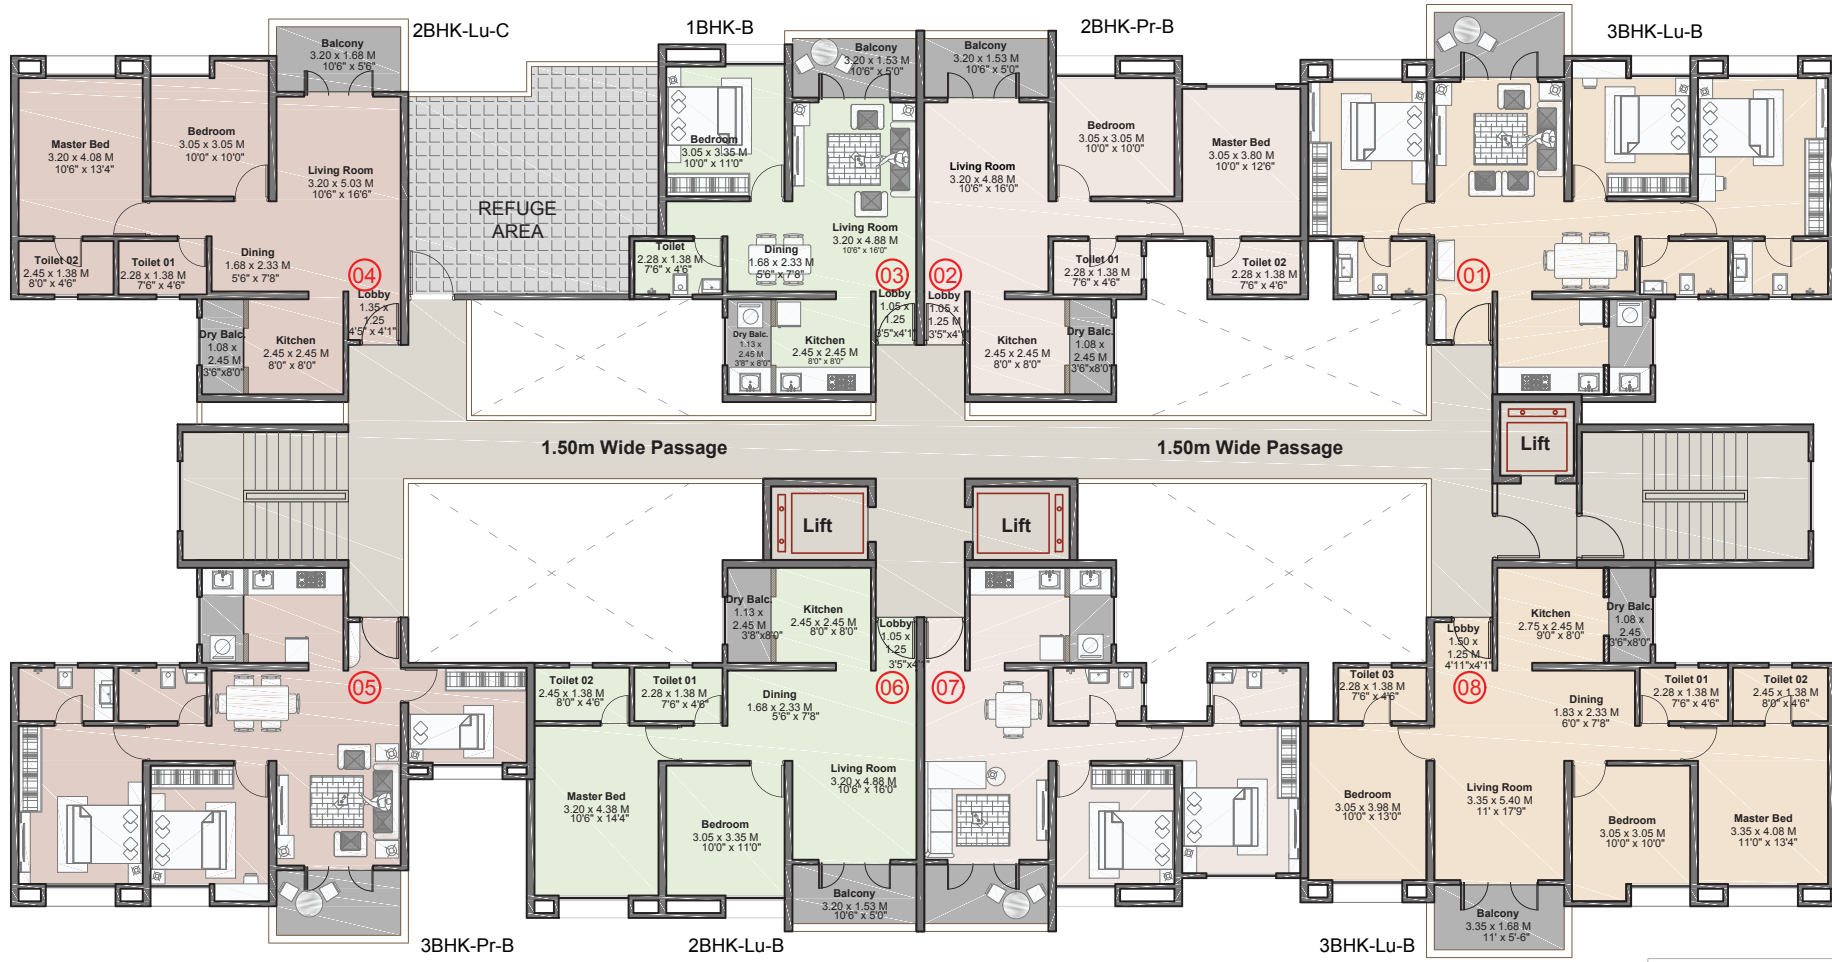 2BHK-Lu-C
1BHK-B
2BHK-Pr-B
3BHK-Lu-B
Balcony
3.20 x 1.68 M
10'6" x 5'6"
Master Bed
3.20 x 4.08 M
10'6" x 13'4"
Bedroom
3.05 x 3.05 M
10'0" x 10'0"
Living Room
3.20 x 5.03 M
10'6" x 16'6"
Toilet 02
2.45 x 1.38 M
8'0" x 4'6"
Toilet 01
2.28 x 1.38 M
7'6" x 4'6"
Dining
1.68 x 2.33 M
5'6" x 7'8"
04
Lobby
1.35 x
1.25
4'5" x 4'1"
Dry Balc.
1.08 x
2.45 M
3'6"x8'0"
Kitchen
2.45 x 2.45 M
8'0" x 8'0"
REFUGE
AREA
Balcony
3.20 x 1.53 M
10'6" x 5'0"
Bedroom
3.05 x 3.35 M
10'0" x 11'0"
Living Room
3.20 x 4.88 M
10'6" x 16'0"
Toilet
2.28 x 1.38 M
7'6" x 4'6"
Dining
1.68 x 2.33 M
5'6" x 7'8"
03
Lobby
1.05 x
1.25
3'5"x4'1"
Dry Balc.
1.13 x
2.45 M
3'8" x 8'0"
Kitchen
2.45 x 2.45 M
8'0" x 8'0"
Balcony
3.20 x 1.53 M
10'6" x 5'0"
Living Room
3.20 x 4.88 M
10'6" x 16'0"
Bedroom
3.05 x 3.05 M
10'0" x 10'0"
Master Bed
3.05 x 3.80 M
10'0" x 12'6"
02
Toilet 01
2.28 x 1.38 M
7'6" x 4'6"
Toilet 02
2.28 x 1.38 M
7'6" x 4'6"
Lobby
1.05 x
1.25 M
3'5"x4'1"
Kitchen
2.45 x 2.45 M
8'0" x 8'0"
Dry Balc.
1.08 x
2.45 M
3'6"x8'0"
01
1.50m Wide Passage
1.50m Wide Passage
Lift
Lift
Lift
05
3BHK-Pr-B
Dry Balc.
1.13 x
2.45 M
3'8"x8'0"
Kitchen
2.45 x 2.45 M
8'0" x 8'0"
Lobby
1.05 x
1.25
3'5"x4'1"
Toilet 02
2.45 x 1.38 M
8'0" x 4'6"
Toilet 01
2.28 x 1.38 M
7'6" x 4'6"
Dining
1.68 x 2.33 M
5'6" x 7'8"
06
Master Bed
3.20 x 4.38 M
10'6" x 14'4"
Bedroom
3.05 x 3.35 M
10'0" x 11'0"
Living Room
3.20 x 4.88 M
10'6" x 16'0"
Balcony
3.20 x 1.53 M
10'6" x 5'0"
2BHK-Lu-B
07
Kitchen
2.75 x 2.45 M
9'0" x 8'0"
Dry Balc.
1.08 x
2.45
3'6"x8'0"
Lobby
1.50 x
1.25 M
4'11"x4'1"
Toilet 03
2.28 x 1.38 M
7'6" x 4'6"
08
Dining
1.83 x 2.33 M
6'0" x 7'8"
Toilet 01
2.28 x 1.38 M
7'6" x 4'6"
Toilet 02
2.45 x 1.38 M
8'0" x 4'6"
Bedroom
3.05 x 3.98 M
10'0" x 13'0"
Living Room
3.35 x 5.40 M
11' x 17'9"
Bedroom
3.05 x 3.05 M
10'0" x 10'0"
Master Bed
3.35 x 4.08 M
11'0" x 13'4"
Balcony
3.35 x 1.68 M
11' x 5'-6"
3BHK-Lu-B